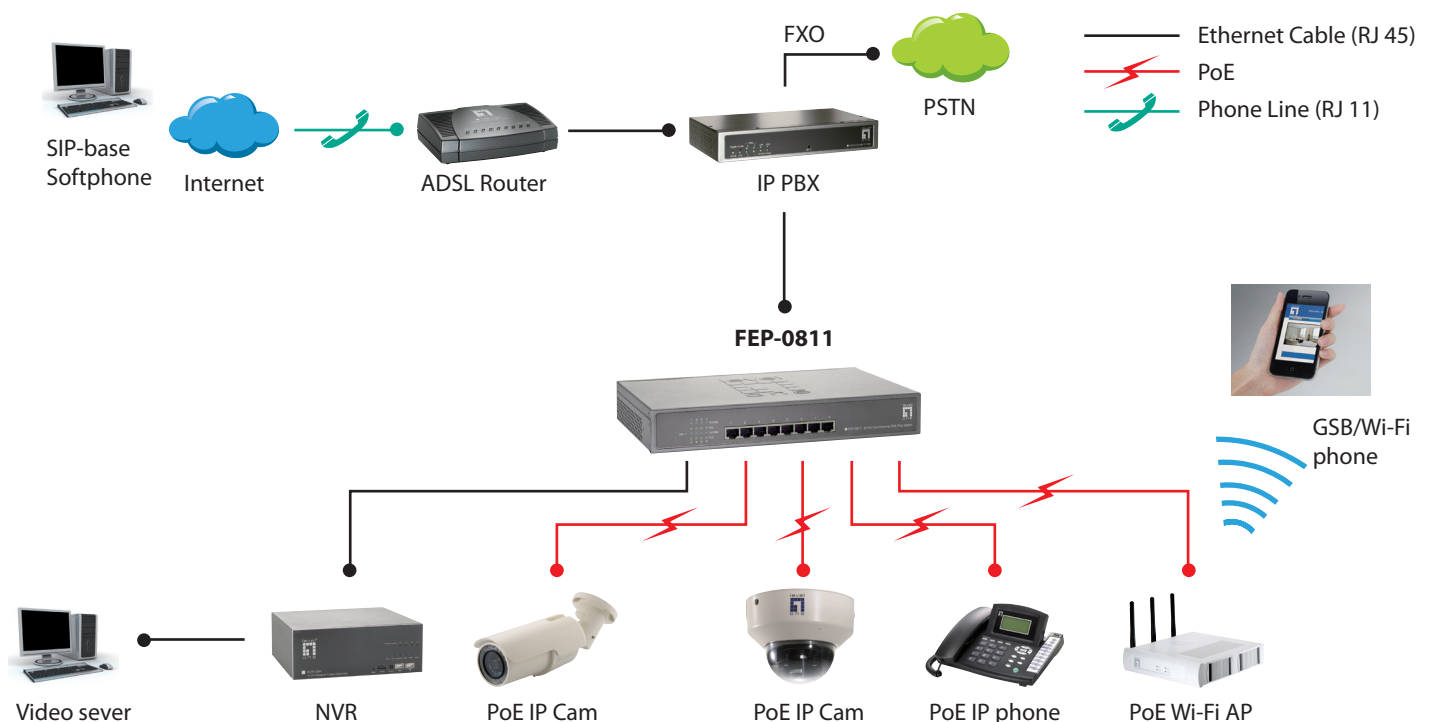 FXO
Ethernet Cable (RJ 45)
PoE
Phone Line (RJ 11)
PSTN
SIP-base
Softphone
Internet
ADSL Router
IP PBX
FEP-0811
GSB/Wi-Fi
phone
Video sever
NVR
PoE IP Cam
PoE IP Cam
PoE IP phone
PoE Wi-Fi AP